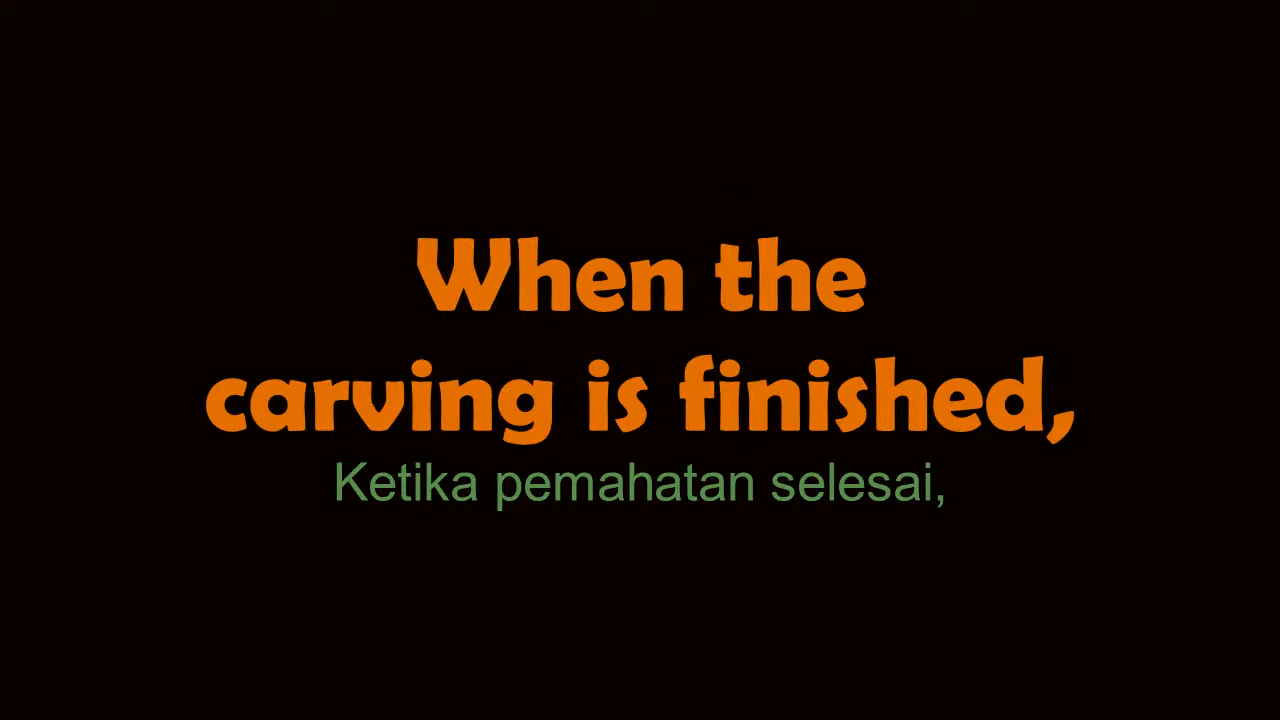 When the
carving is finished,
Ketika pemahatan selesai,